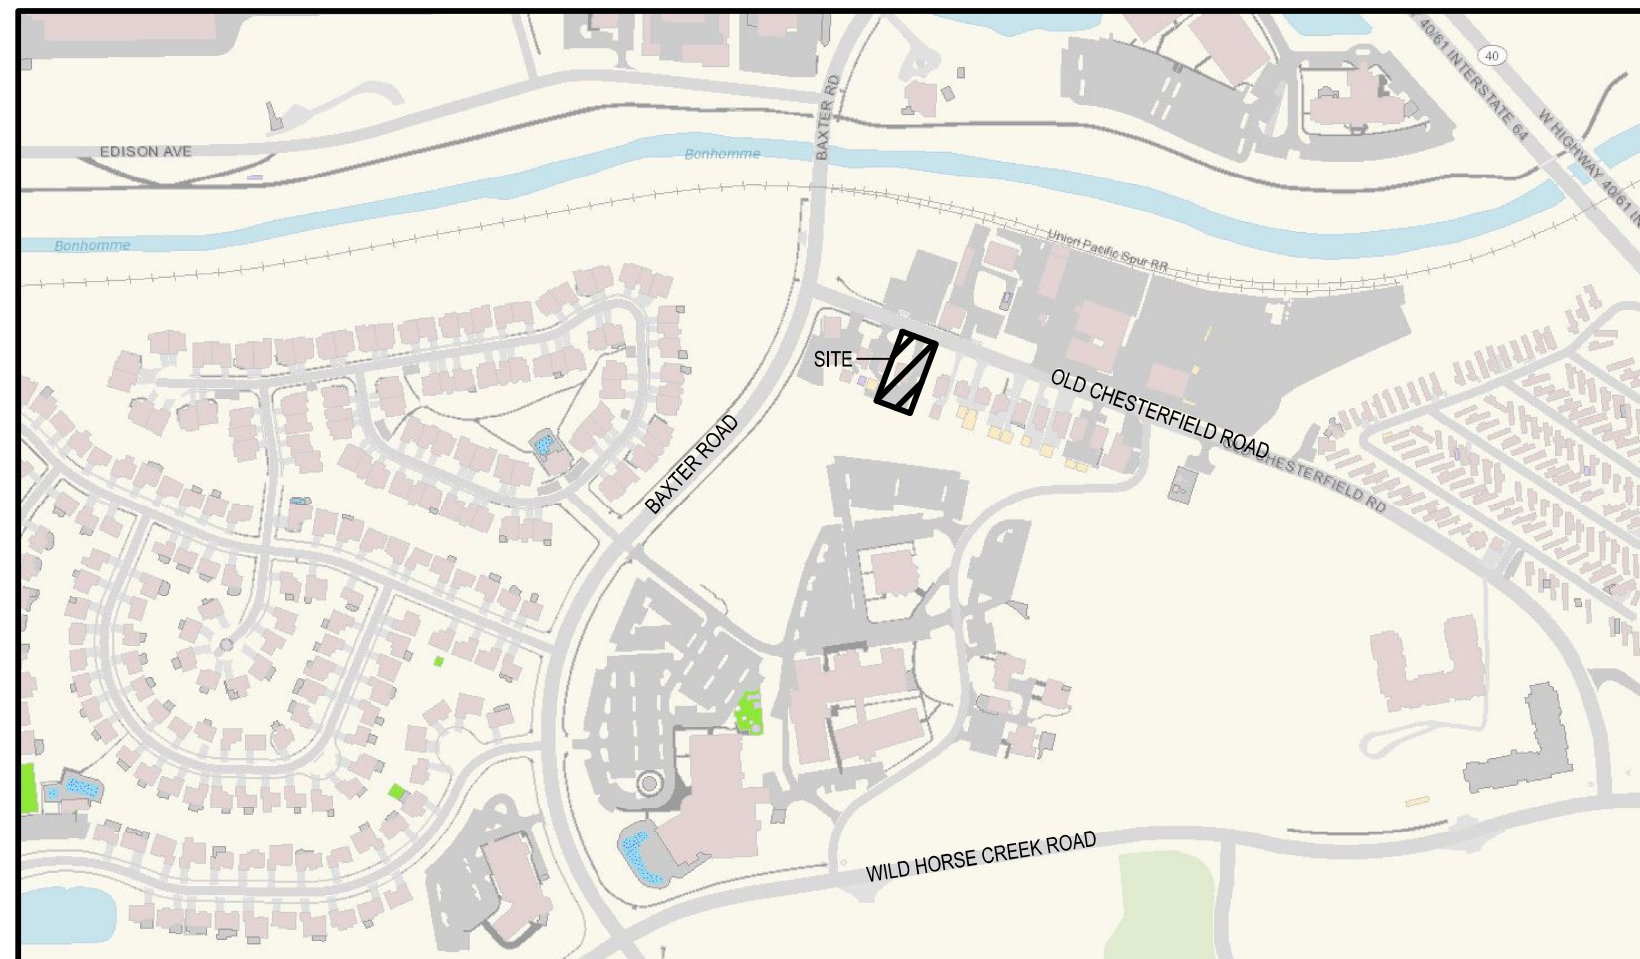 40/61 INTERSTATE 64
40
W HIGHWAY 40/61 IN
BAXTER RD
EDISON AVE
Bonhomme
Bonhomme
Union Pacific Spur RR
SITE
OLD CHESTERFIELD ROAD
CHESTERFIELD RD
BAXTER ROAD
WILD HORSE CREEK ROAD